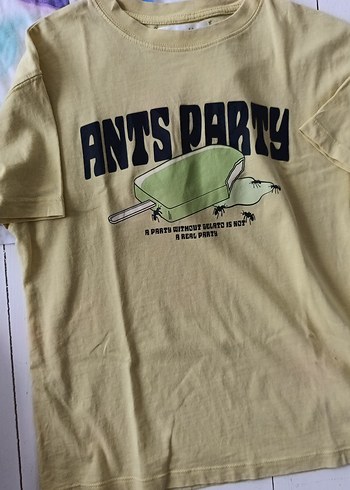 ANTS PARTY
A PARTY WITHOUT GELATO IS NOT
A REAL PARTY